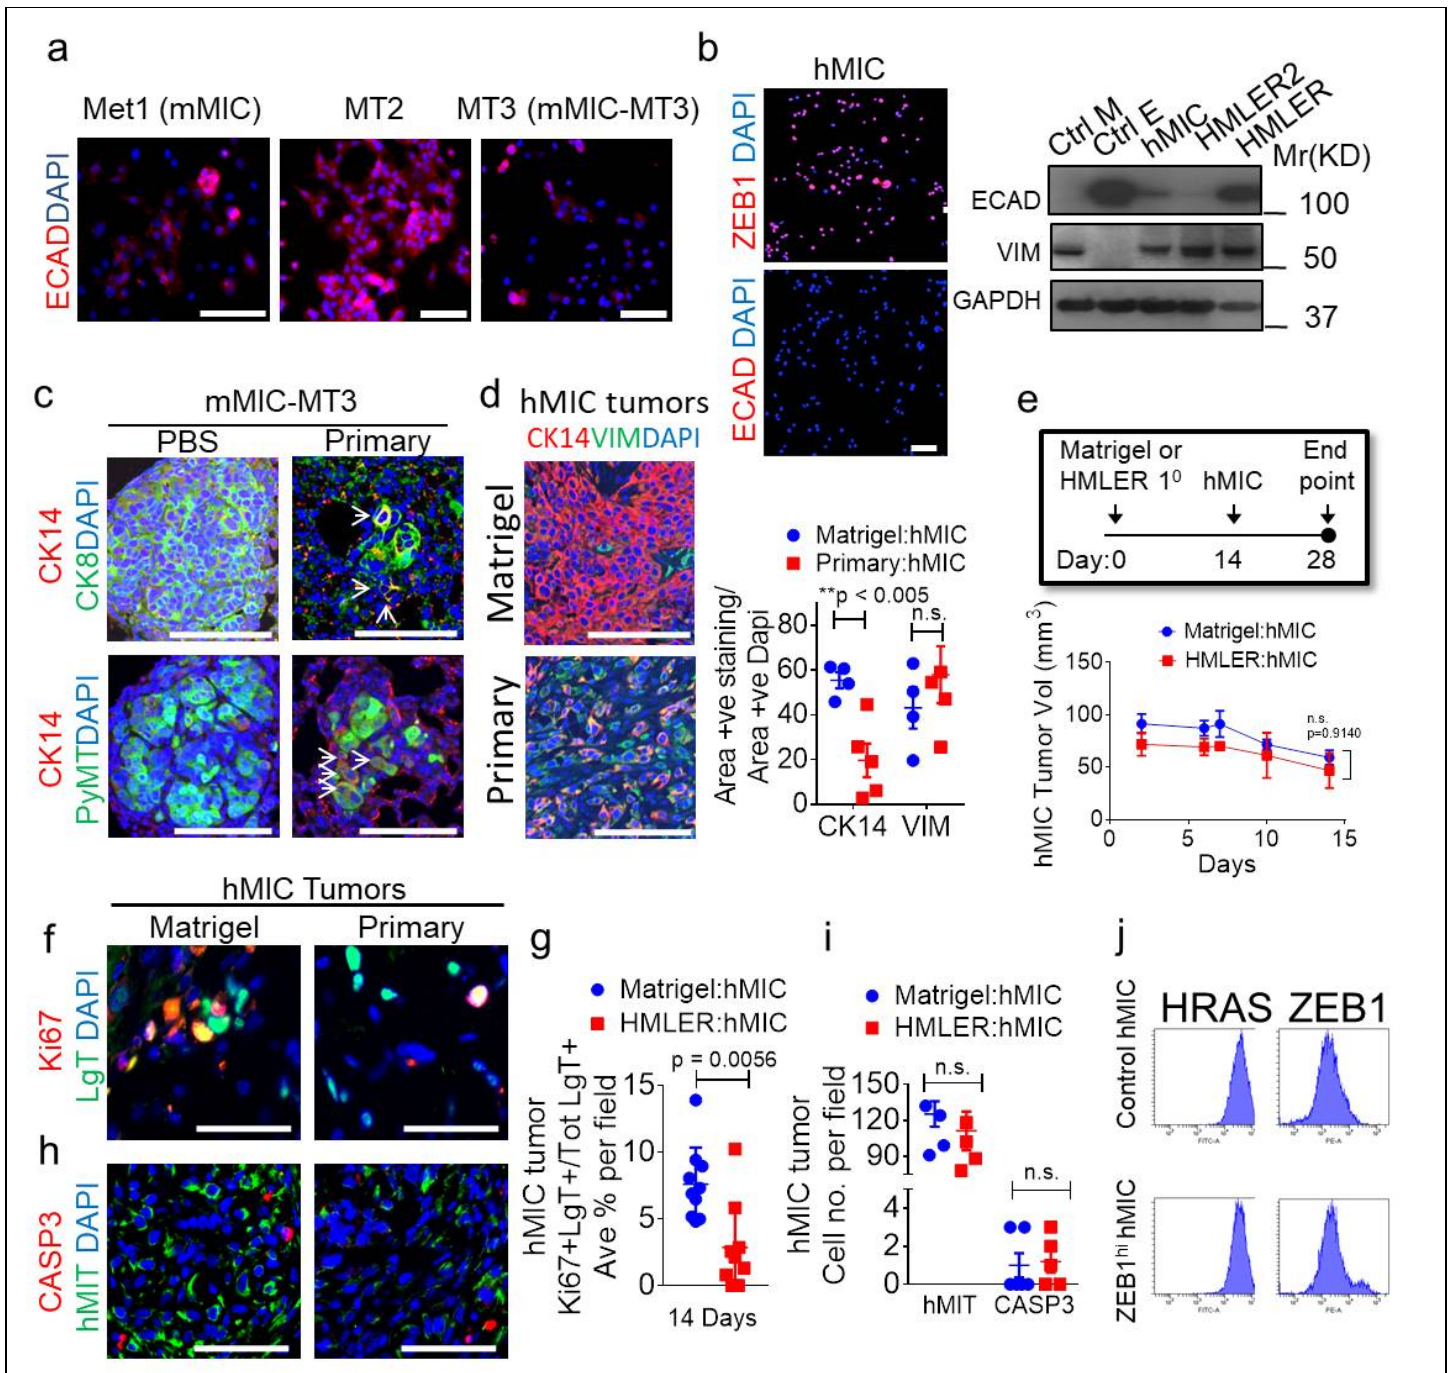 a
Met1 (mMIC)
MT2
MT3 (mMIC-MT3)
ECADDAPI
b
hMIC
ZEB1 DAPI
ECAD DAPI
Ctrl M
Ctrl E
hMIC
HMLER2
HMLER
Mr(KD)
ECAD
100
VIM
50
GAPDH
37
c
mMIC-MT3
PBS
Primary
CK14
CK8DAPI
CK14
PyMTDAPI
d
hMIC tumors
CK14VIMDAPI
Matrigel
Primary
Matrigel:hMIC
Primary:hMIC
**p < 0.005
n.s.
Area +ve staining/
Area +ve Dapi
80
60
40
20
0
CK14
VIM
e
Matrigel or
HMLER 1⁰
hMIC
End
point
Day:0
14
28
Matrigel:hMIC
HMLER:hMIC
hMIC Tumor Vol (mm³)
150
100
50
0
n.s.
p=0.9140
0
5
10
15
Days
hMIC Tumors
f
Matrigel
Primary
Ki67
LgT DAPI
g
Matrigel:hMIC
HMLER:hMIC
p = 0.0056
hMIC tumor
Ki67+LgT+/Tot LgT+
Ave % per field
15
10
5
0
14 Days
h
CASP3
hMIT DAPI
i
Matrigel:hMIC
HMLER:hMIC
n.s.
hMIC tumor
Cell no. per field
150
120
90
4
2
0
n.s.
hMIT
CASP3
j
HRAS
ZEB1
Control hMIC
FITC-A
PE-A
ZEB1ʰⁱ hMIC
FITC-A
PE-A